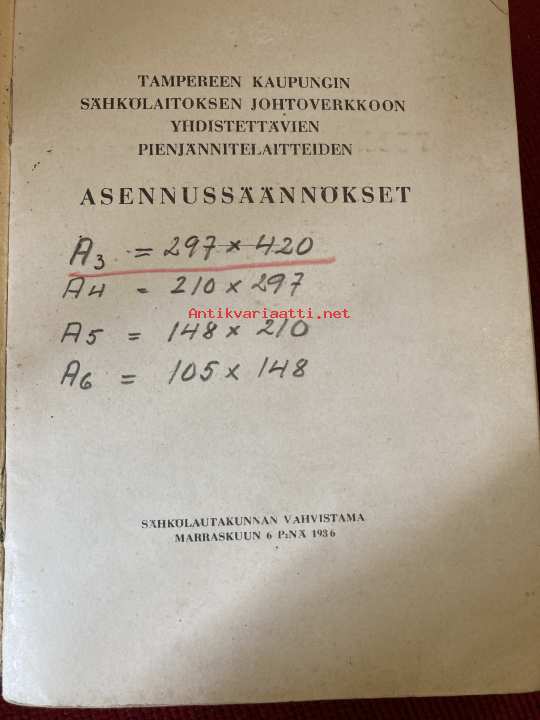 TAMPEREEN KAUPUNGIN
SÄHKÖLAITOKSEN JOHTOVERKKOON
YHDISTETTÄVIEN
PIENJÄNNITELAITTEIDEN
ASENNUSSÄÄNNÖKSET
A3 = 297 × 420
A4 = 210 × 297
Antikvariaatti.net
A5 = 148 × 210
A6 = 105 × 148
SÄHKÖLAUTAKUNNAN VAHVISTAMA
MARRASKUUN 6 P:NÄ 1936